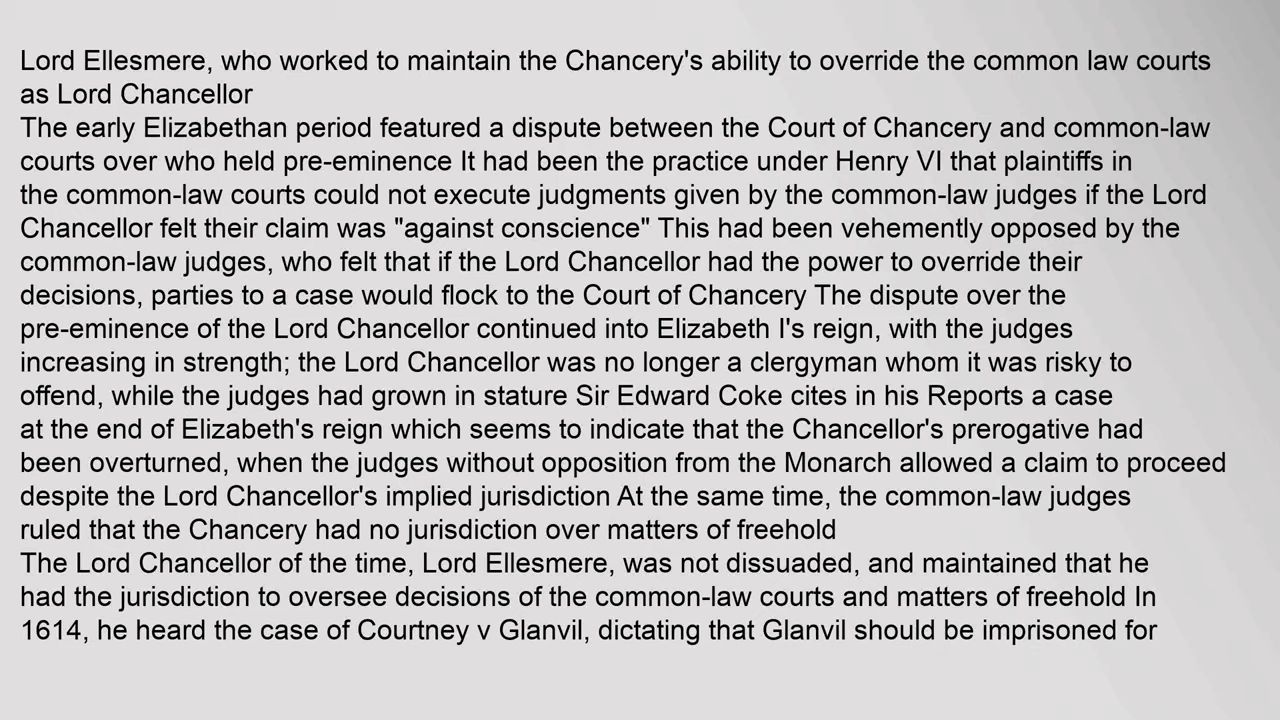 Lord Ellesmere, who worked to maintain the Chancery's ability to override the common law courts
as Lord Chancellor
The early Elizabethan period featured a dispute between the Court of Chancery and common-law
courts over who held pre-eminence It had been the practice under Henry VI that plaintiffs in
the common-law courts could not execute judgments given by the common-law judges if the Lord
Chancellor felt their claim was "against conscience" This had been vehemently opposed by the
common-law judges, who felt that if the Lord Chancellor had the power to override their
decisions, parties to a case would flock to the Court of Chancery The dispute over the
pre-eminence of the Lord Chancellor continued into Elizabeth I's reign, with the judges
increasing in strength; the Lord Chancellor was no longer a clergyman whom it was risky to
offend, while the judges had grown in stature Sir Edward Coke cites in his Reports a case
at the end of Elizabeth's reign which seems to indicate that the Chancellor's prerogative had
been overturned, when the judges without opposition from the Monarch allowed a claim to proceed
despite the Lord Chancellor's implied jurisdiction At the same time, the common-law judges
ruled that the Chancery had no jurisdiction over matters of freehold
The Lord Chancellor of the time, Lord Ellesmere, was not dissuaded, and maintained that he
had the jurisdiction to oversee decisions of the common-law courts and matters of freehold In
1614, he heard the case of Courtney v Glanvil, dictating that Glanvil should be imprisoned for